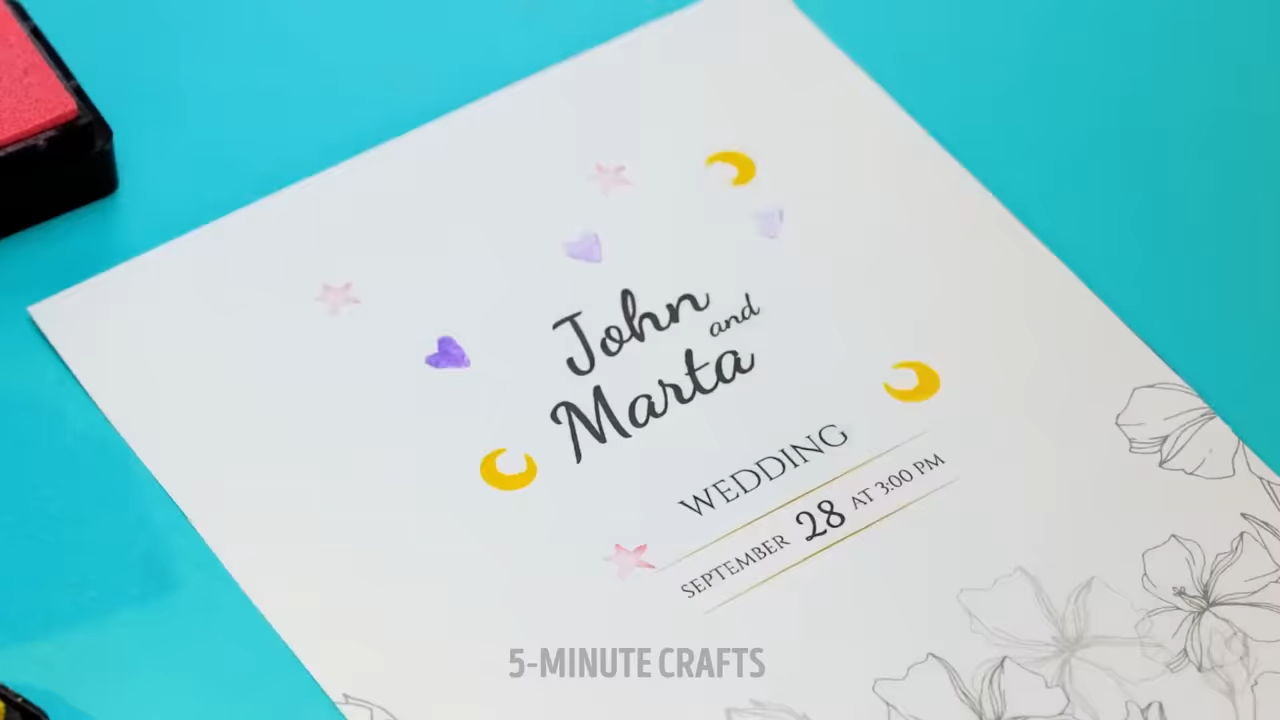 John
and
Marta
WEDDING
SEPTEMBER 28 AT 3:00 PM
5-MINUTE CRAFTS